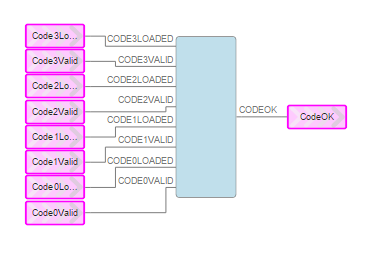 Code3Lo...
CODE3LOADED
Code3Valid
CODE3VALID
Code2Lo...
CODE2LOADED
Code2Valid
CODE2VALID
Code1Lo...
CODE1LOADED
Code1Valid
CODE1VALID
Code0Lo...
CODE0LOADED
Code0Valid
CODE0VALID
CODEOK
CodeOK